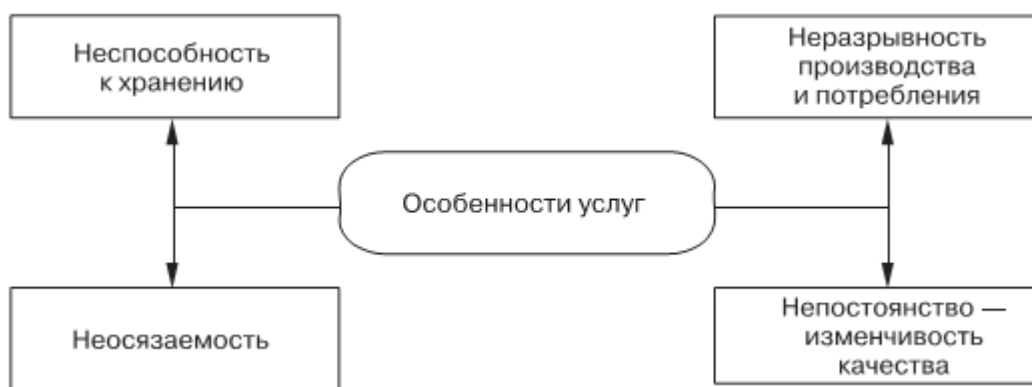 Неспособность
к хранению
Неразрывность
производства
и потребления
Особенности услуг
Неосязаемость
Непостоянство —
изменчивость
качества